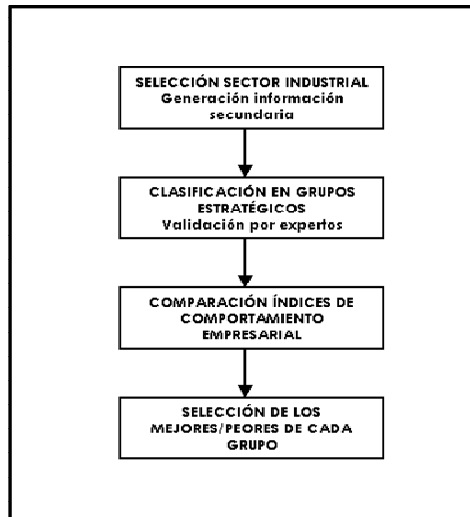 SELECCIÓN SECTOR INDUSTRIAL
Generación información
secundaria
CLASIFICACIÓN EN GRUPOS
ESTRATÉGICOS
Validación por expertos
COMPARACIÓN ÍNDICES DE
COMPORTAMIENTO
EMPRESARIAL
SELECCIÓN DE LOS
MEJORES/PEORES DE CADA
GRUPO